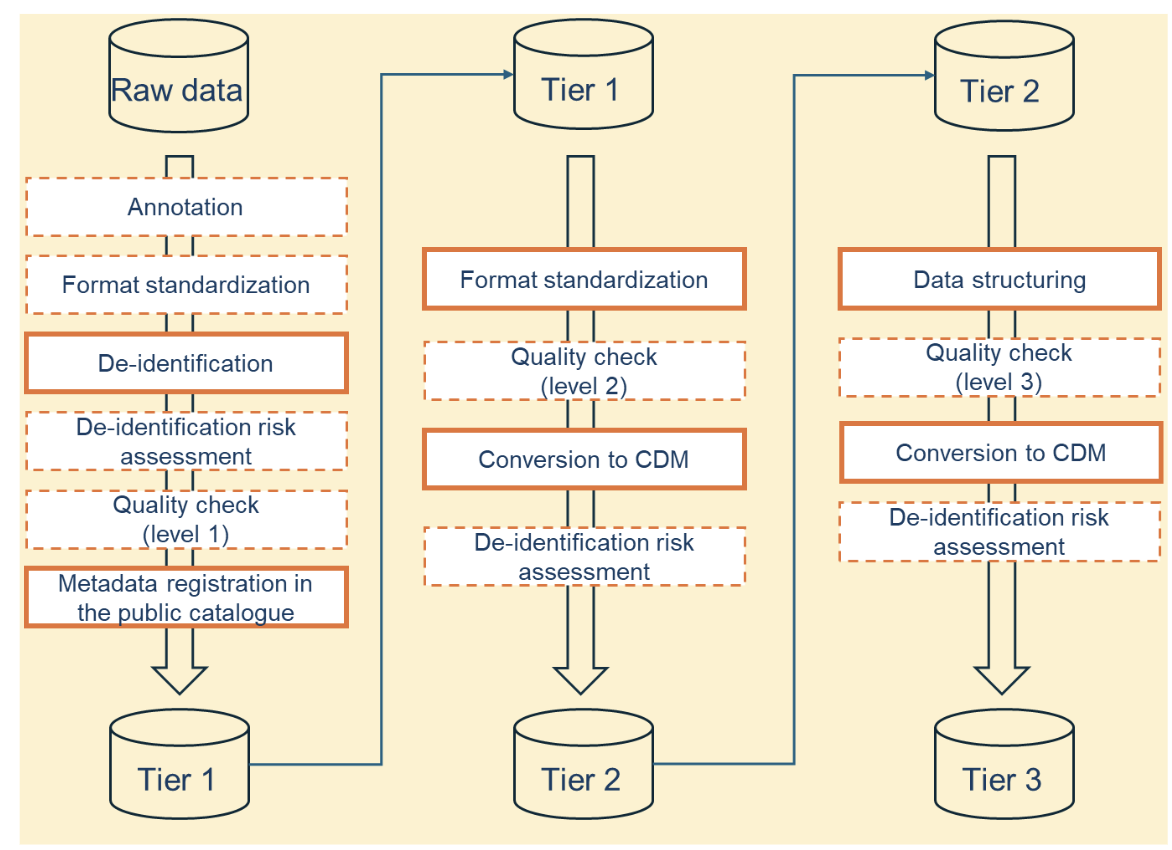 Raw data
Annotation
Format standardization
De-identification
De-identification risk
assessment
Quality check
(level 1)
Metadata registration in
the public catalogue
Tier 1
Tier 1
Format standardization
Quality check
(level 2)
Conversion to CDM
De-identification risk
assessment
Tier 2
Tier 2
Data structuring
Quality check
(level 3)
Conversion to CDM
De-identification risk
assessment
Tier 3